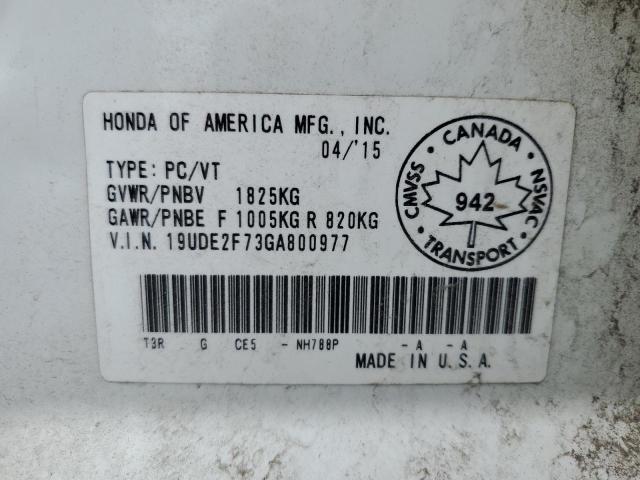 HONDA OF AMERICA MFG., INC.
04/'15
TYPE: PC/VT
GVWR/PNBV 1825KG
GAWR/PNBE F 1005KG R 820KG
V.I.N. 19UDE2F73GA800977
CANADA
CMVSS
NSVAC
942
TRANSPORT
T3R G CE5 - NH788P - A - A
MADE IN U.S.A.